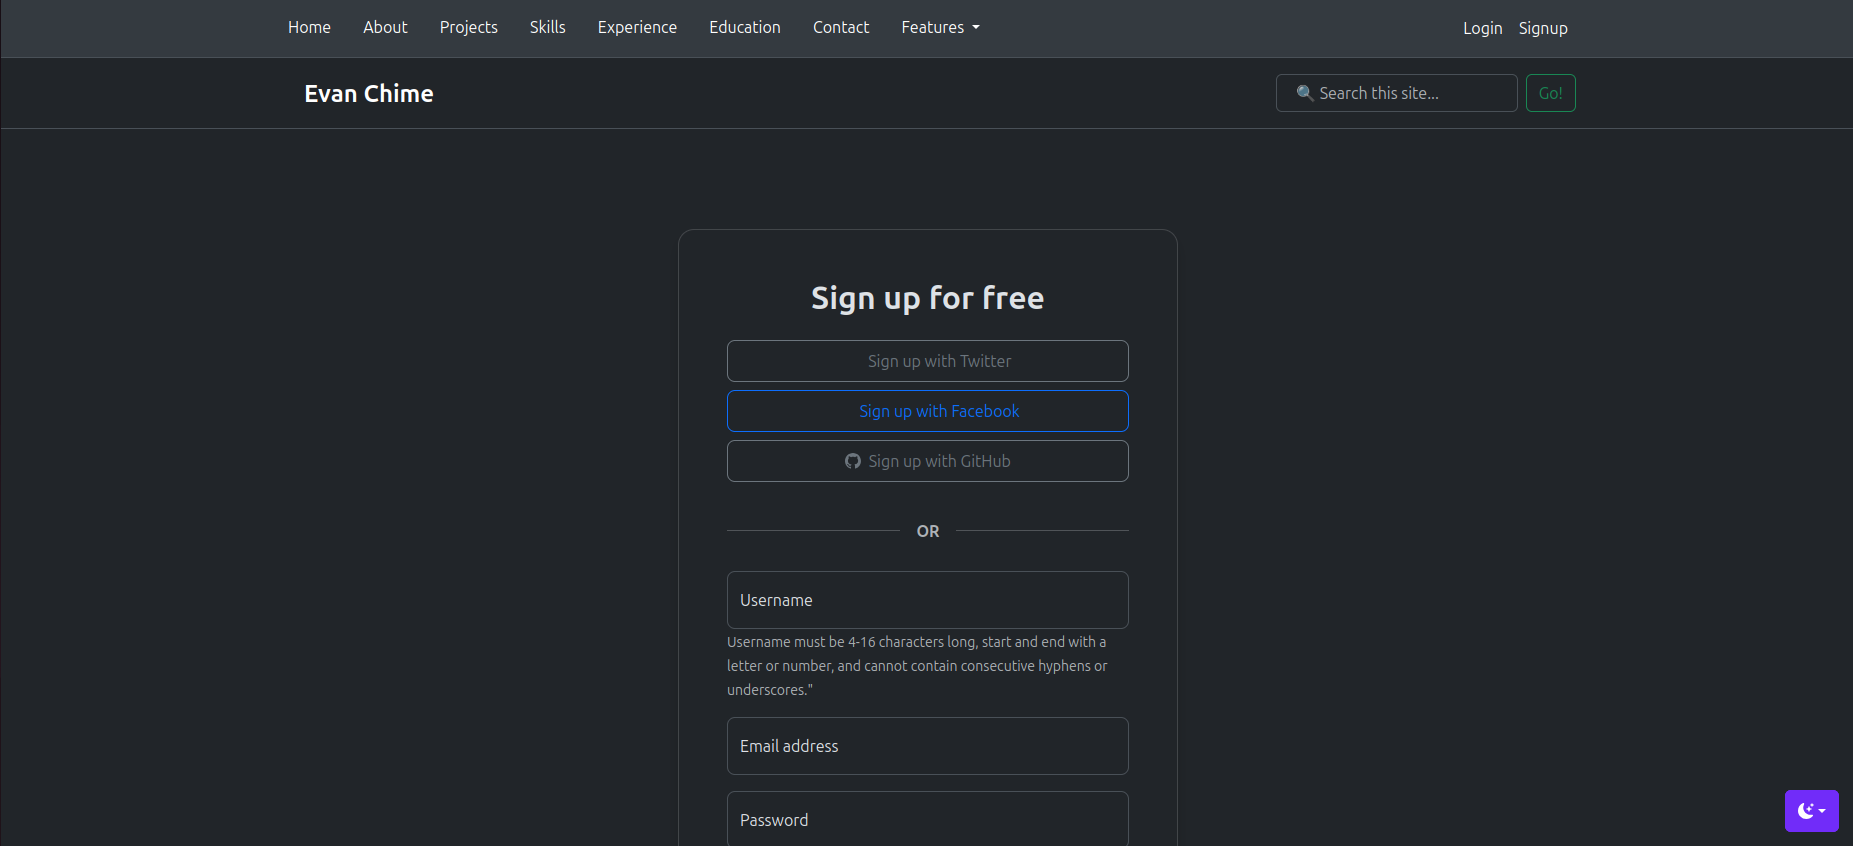 Home About Projects Skills Experience Education Contact Features Login Signup
Evan Chime Search this site... Go!
Sign up for free
Sign up with Twitter
Sign up with Facebook
Sign up with GitHub
OR
Username
Username must be 4-16 characters long, start and end with a
letter or number, and cannot contain consecutive hyphens or
underscores."
Email address
Password